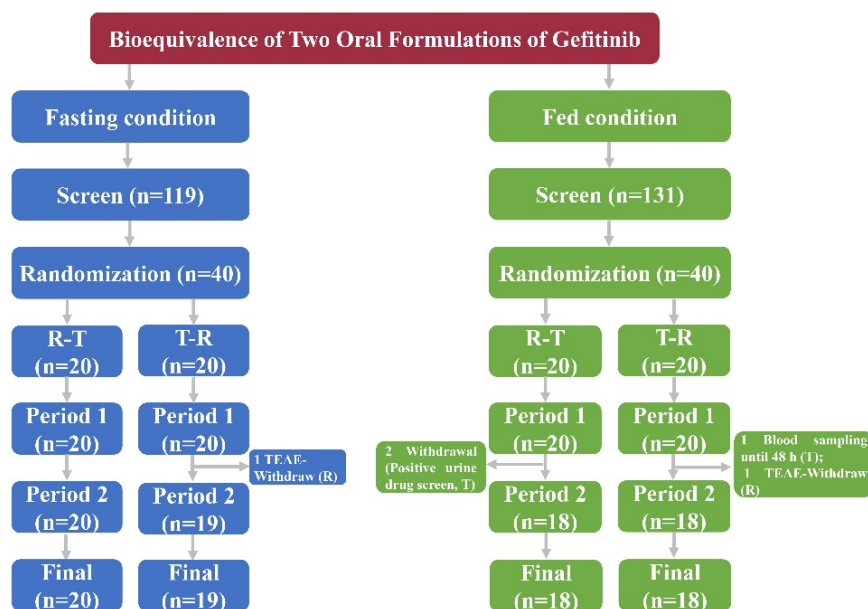 Bioequivalence of Two Oral Formulations of Gefitinib
Fasting condition
Screen (n=119)
Randomization (n=40)
R-T
(n=20)
T-R
(n=20)
Period 1
(n=20)
Period 1
(n=20)
1 TEAE-
Withdraw (R)
Period 2
(n=20)
Period 2
(n=19)
Final
(n=20)
Final
(n=19)
Fed condition
Screen (n=131)
Randomization (n=40)
R-T
(n=20)
T-R
(n=20)
Period 1
(n=20)
Period 1
(n=20)
2 Withdrawal
(Positive urine
drug screen, T)
1 Blood sampling
until 48 h (T);
1 TEAE-Withdraw
(R)
Period 2
(n=18)
Period 2
(n=18)
Final
(n=18)
Final
(n=18)